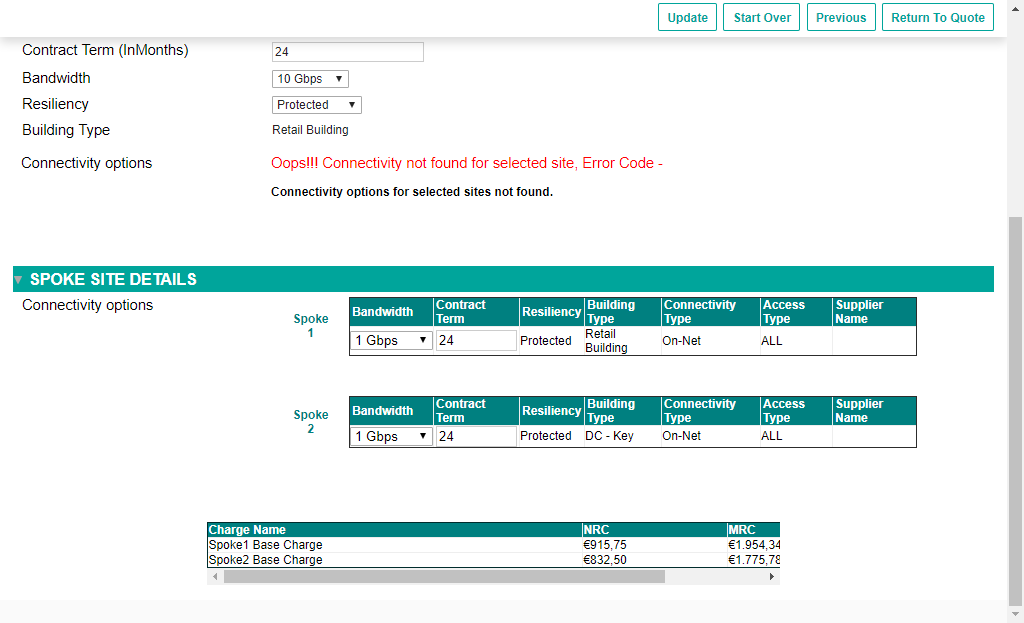 Update Start Over Previous Return To Quote
Contract Term (InMonths) 24
Bandwidth 10 Gbps
Resiliency Protected
Building Type Retail Building
Connectivity options Oops!!! Connectivity not found for selected site, Error Code -
Connectivity options for selected sites not found.
SPOKE SITE DETAILS
Connectivity options
Spoke 1
Bandwidth Contract Term Resiliency Building Type Connectivity Type Access Type Supplier Name
1 Gbps 24 Protected Retail Building On-Net ALL
Spoke 2
Bandwidth Contract Term Resiliency Building Type Connectivity Type Access Type Supplier Name
1 Gbps 24 Protected DC - Key On-Net ALL
Charge Name NRC MRC
Spoke1 Base Charge €915,75 €1.954,34
Spoke2 Base Charge €832,50 €1.775,78